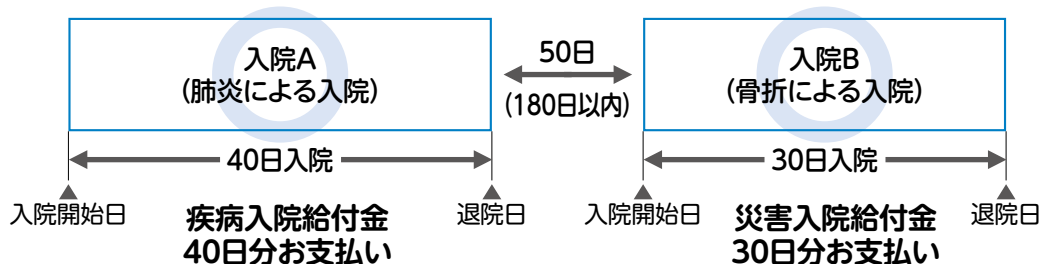 入院A
(肺炎による入院)
50日
(180日以内)
入院B
(骨折による入院)
40日入院
30日入院
入院開始日
退院日
入院開始日
退院日
疾病入院給付金
40日分お支払い
災害入院給付金
30日分お支払い